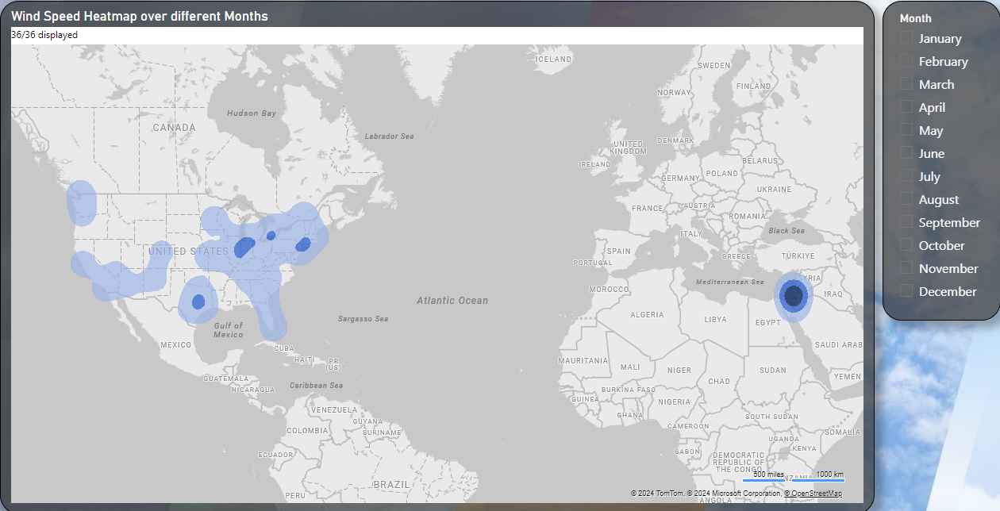 Wind Speed Heatmap over different Months
36/36 displayed
Month
January
February
March
April
May
June
July
August
September
October
November
December
ICELAND
SWEDEN
FINLAND
NORWAY
Hudson Bay
CANADA
Labrador Sea
UNITED
KINGDOM
DENMARK
IRELAND
BELARUS
POLAND
GERMANY
UKRAINE
FRANCE
AUSTRIA
ROMANIA
Black Sea
ITALY
UNITED STATES
SPAIN
PORTUGAL
GREECE
TÜRKIYE
Mediterranean Sea
SYRIA
IRAQ
MOROCCO
Atlantic Ocean
Sargasso Sea
ALGERIA
LIBYA
EGYPT
Gulf of
Mexico
MEXICO
CUBA
HAITI
PR
(US)
SAUDI ARAB
MAURITANIA
MALI
NIGER
CHAD
SUDAN
YEMEN
GUATEMALA
NICARAGUA
Caribbean Sea
BURKINA FASO
GUINEA
NIGERIA
GHANA
VENEZUELA
GUYANA
SURINAME
COLOMBIA
CAMEROON
SOUTH SUDAN
SOMALIA
UGANDA
KENYA
ECUADOR
GABON
DEMOCRATIC
REPUBLIC OF
THE CONGO
BRAZIL
PERU
500 miles
1000 km
© 2024 TomTom, © 2024 Microsoft Corporation, © OpenStreetMap
ANGOLA